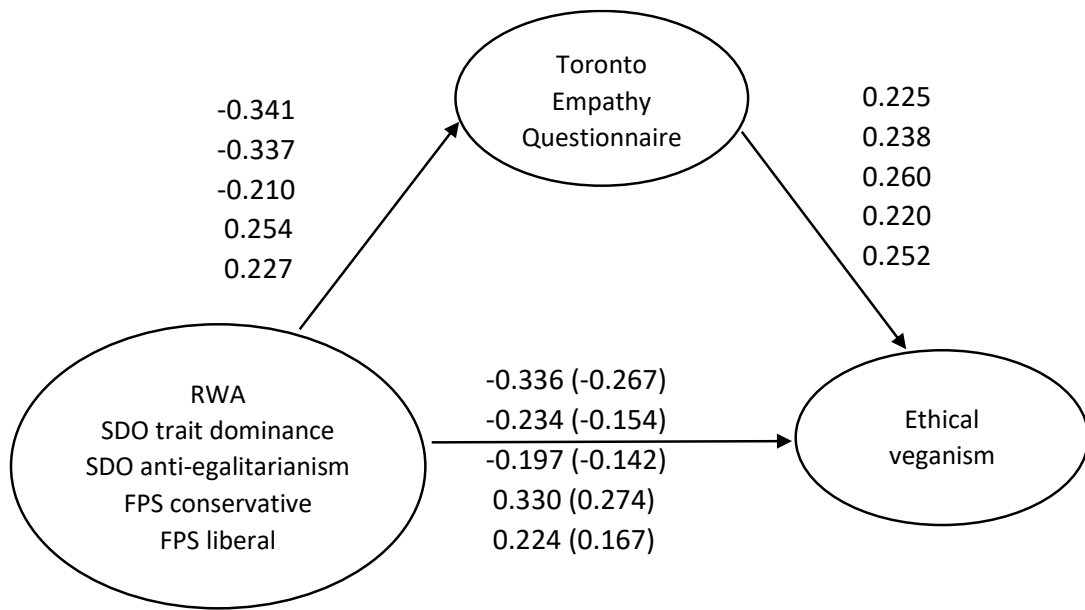 Toronto
Empathy
Questionnaire
-0.341
-0.337
-0.210
0.254
0.227
0.225
0.238
0.260
0.220
0.252
RWA
SDO trait dominance
SDO anti-egalitarianism
FPS conservative
FPS liberal
-0.336 (-0.267)
-0.234 (-0.154)
-0.197 (-0.142)
0.330 (0.274)
0.224 (0.167)
Ethical
veganism